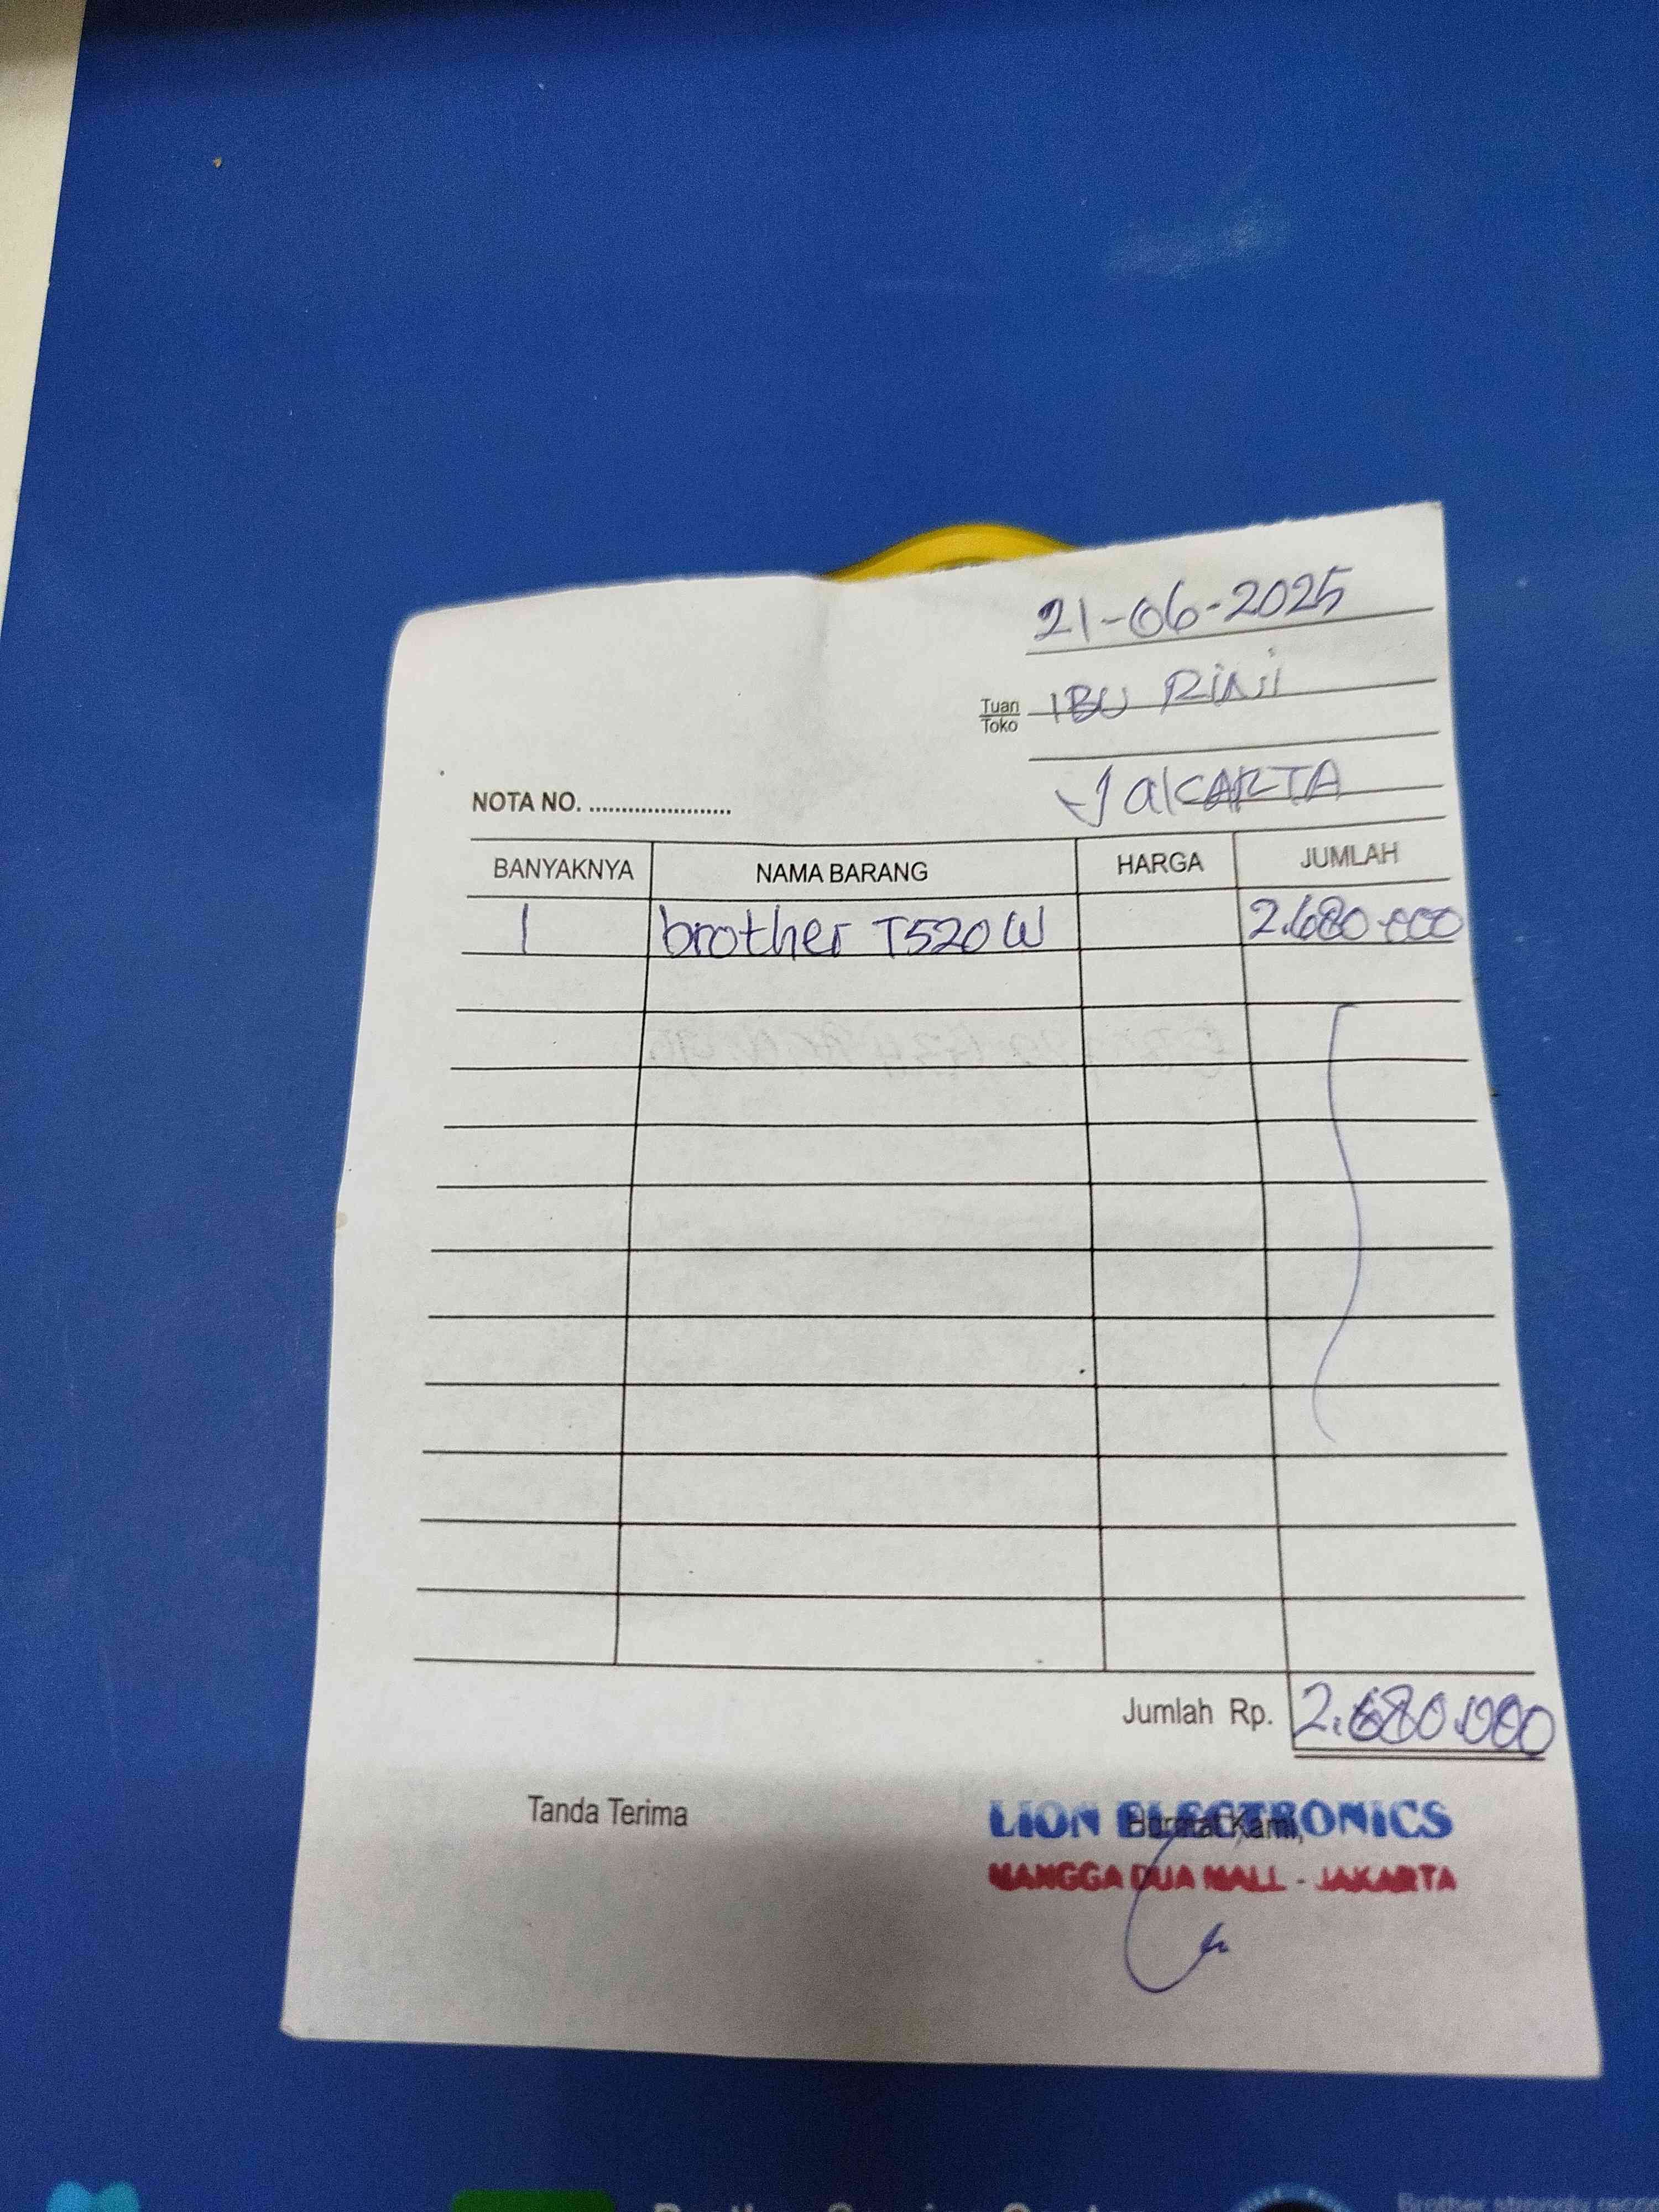 21-06-2025
Tuan
Toko
IBU RINI
JAKARTA
NOTA NO. ......................
BANYAKNYA NAMA BARANG HARGA JUMLAH
1 brother T520W 2.680.000
Jumlah Rp. 2.680.000
Tanda Terima
Hormat Kami,
LION ELECTRONICS
MANGGA DUA MALL - JAKARTA